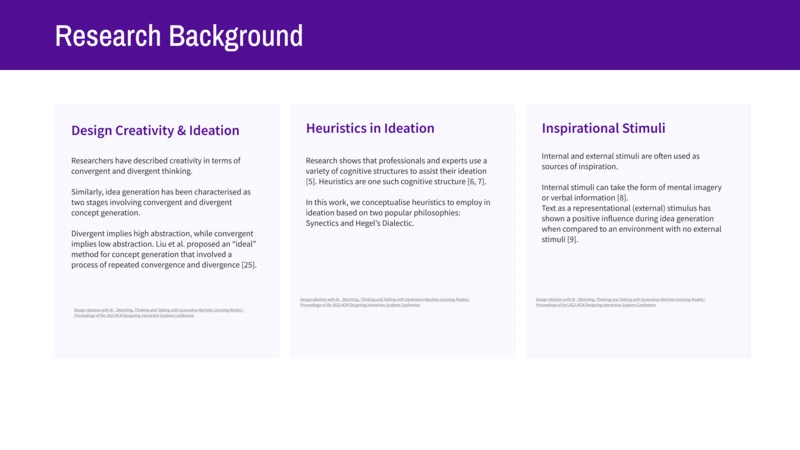 Research Background
Design Creativity & Ideation
Researchers have described creativity in terms of
convergent and divergent thinking.
Similarly, idea generation has been characterised as
two stages involving convergent and divergent
concept generation.
Divergent implies high abstraction, while convergent
implies low abstraction. Liu et al. proposed an “ideal”
method for concept generation that involved a
process of repeated convergence and divergence [25].
Design Ideation with AI - Sketching, Thinking and Talking with Generative Machine Learning Models |
Proceedings of the 2023 ACM Designing Interactive Systems Conference
Heuristics in Ideation
Research shows that professionals and experts use a
variety of cognitive structures to assist their ideation
[5]. Heuristics are one such cognitive structure [6, 7].
In this work, we conceptualise heuristics to employ in
ideation based on two popular philosophies:
Synectics and Hegel’s Dialectic.
Design Ideation with AI - Sketching, Thinking and Talking with Generative Machine Learning Models |
Proceedings of the 2023 ACM Designing Interactive Systems Conference
Inspirational Stimuli
Internal and external stimuli are often used as
sources of inspiration.
Internal stimuli can take the form of mental imagery
or verbal information [8].
Text as a representational (external) stimulus has
shown a positive influence during idea generation
when compared to an environment with no external
stimuli [9].
Design Ideation with AI - Sketching, Thinking and Talking with Generative Machine Learning Models |
Proceedings of the 2023 ACM Designing Interactive Systems Conference